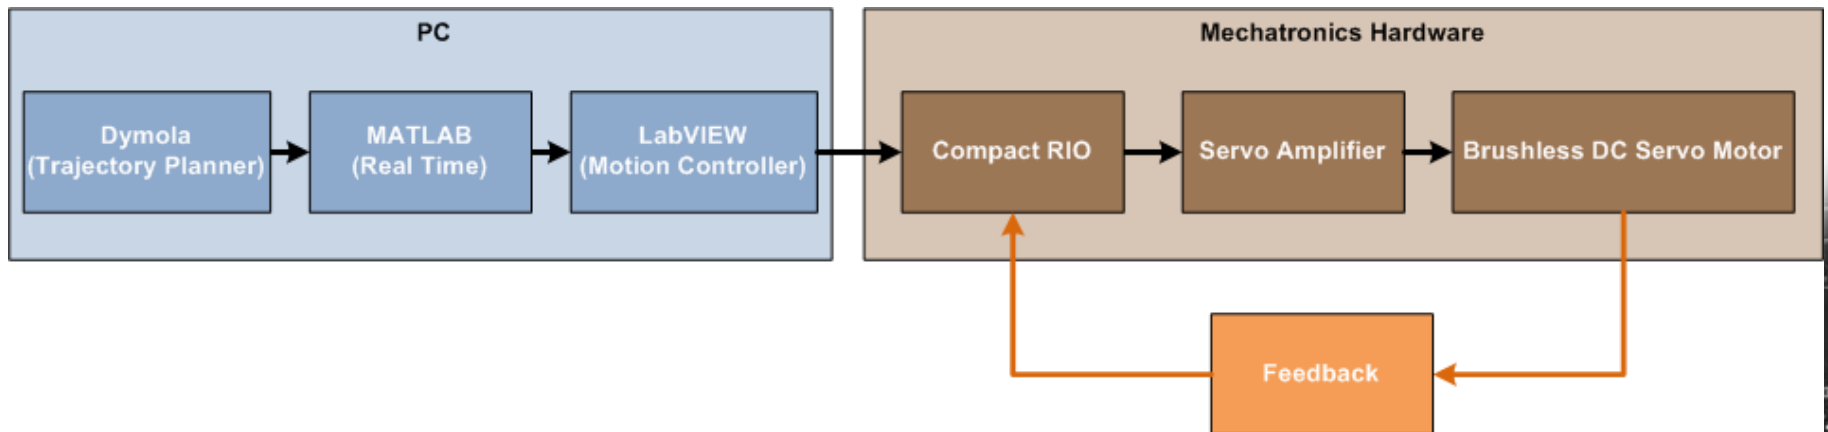 PC
Dymola
(Trajectory Planner)
MATLAB
(Real Time)
LabVIEW
(Motion Controller)
Mechatronics Hardware
Compact RIO
Servo Amplifier
Brushless DC Servo Motor
Feedback